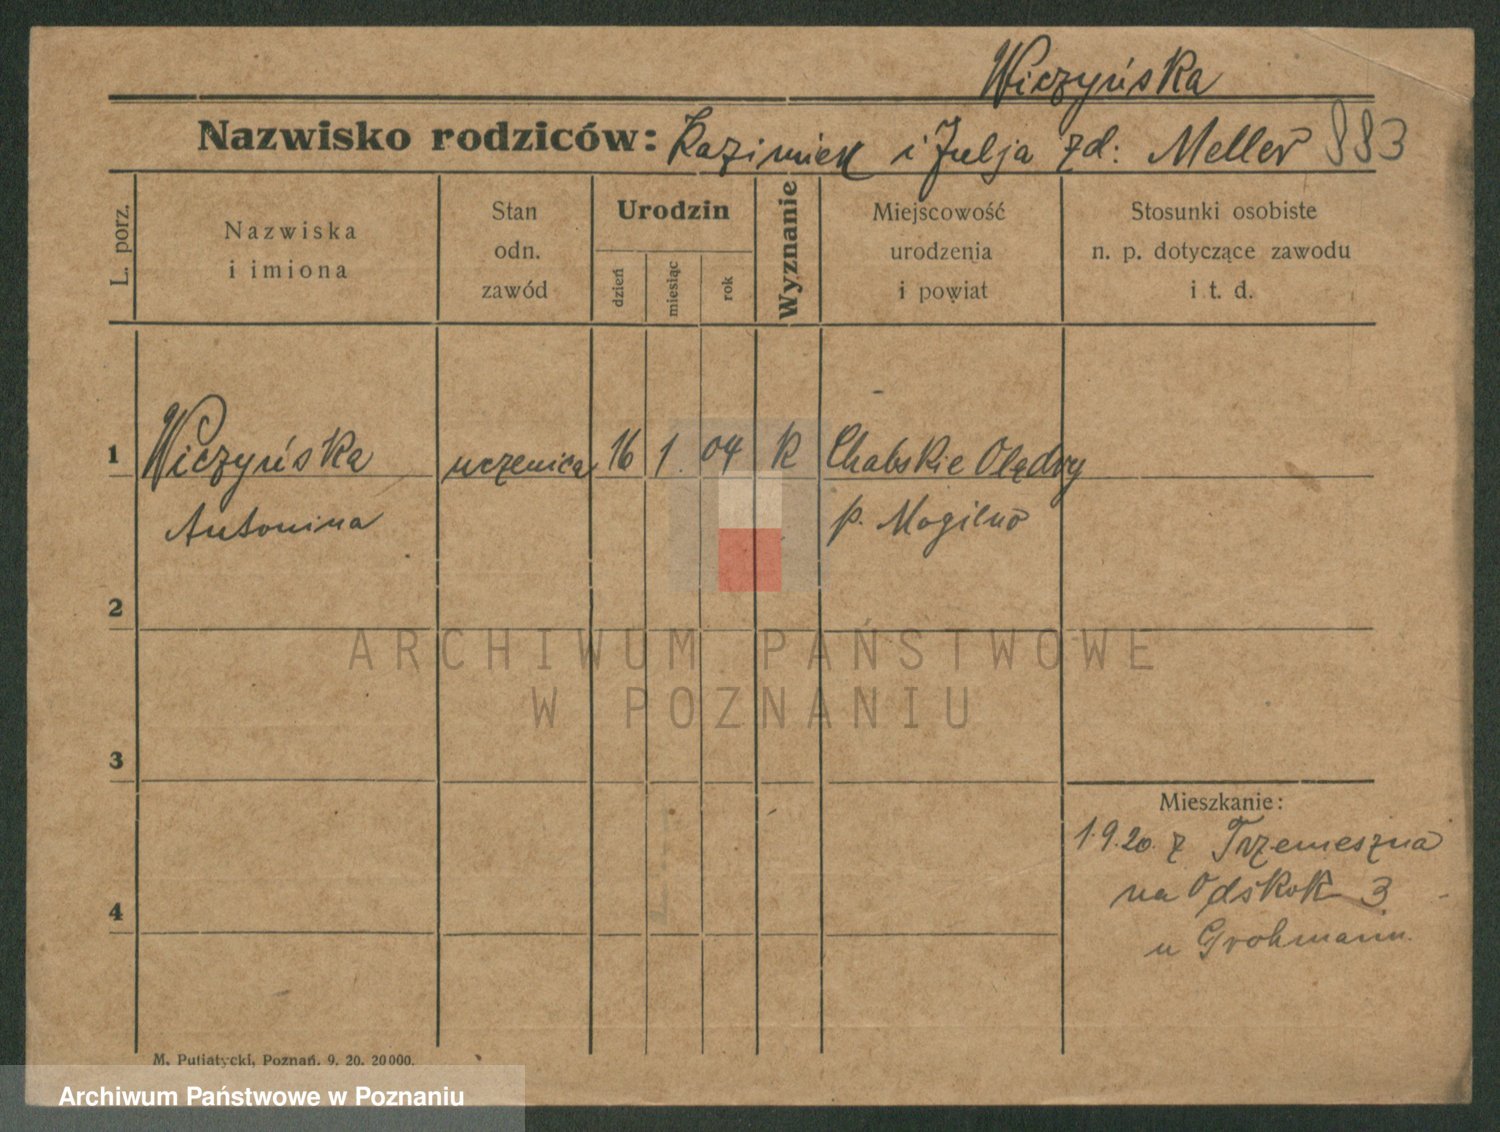 Wiczyńska
Nazwisko rodziców: Kazimierz i Julja zd: Meller 883
L. porz.
Nazwiska
i imiona
Stan
odn.
zawód
Urodzin
dzień
miesiąc
rok
Wyznanie
Miejscowość
urodzenia
i powiat
Stosunki osobiste
n. p. dotyczące zawodu
i t. d.
1 Wiczyńska uczenica 16 1. 04 K Chabskie Olędry
Antonina p. Mogilno
2
ARCHIWUM PAŃSTWOWE
W POZNANIU
3
Mieszkanie:
1.9.20. z Trzemeszna
na Odskok 3
u Grohmann
4
M. Putiatycki, Poznań. 9. 20. 20000.
Archiwum Państwowe w Poznaniu